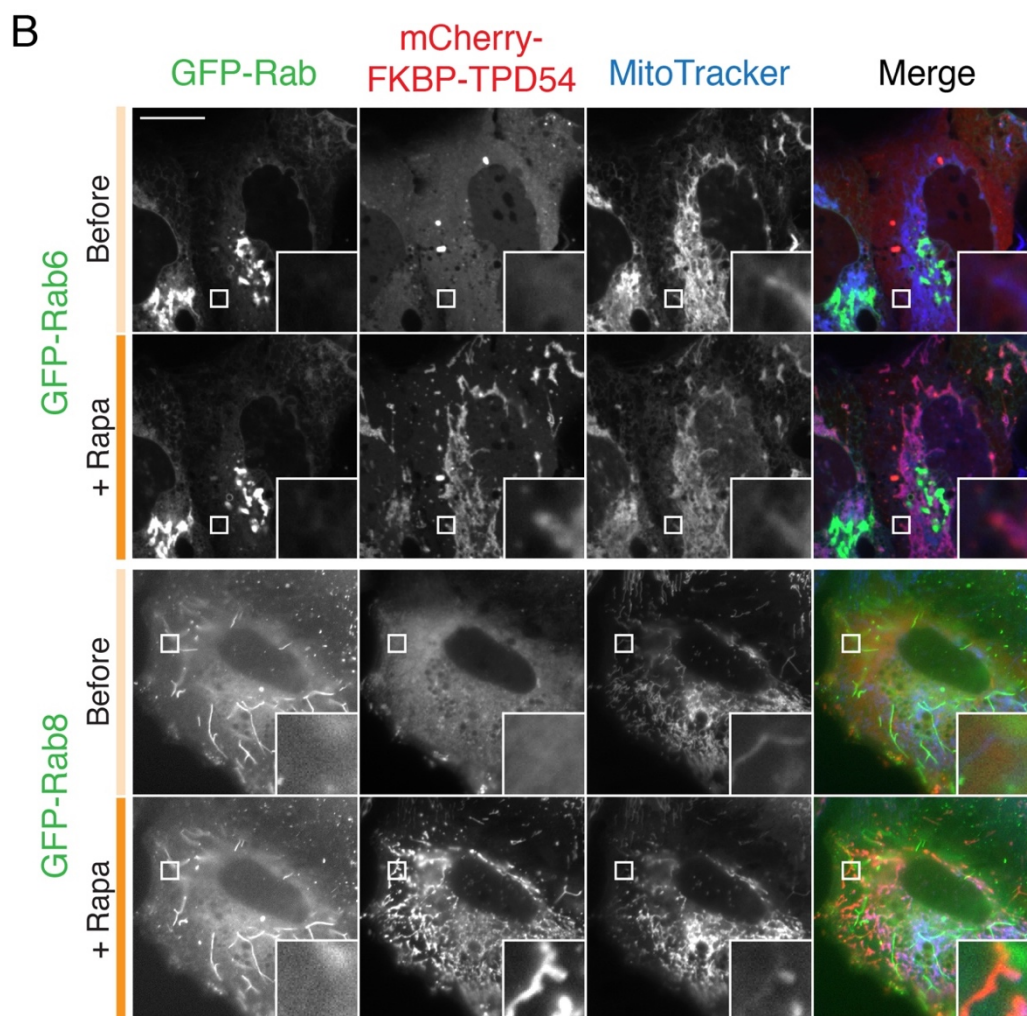 B
GFP-Rab
mCherry-
FKBP-TPD54
MitoTracker
Merge
GFP-Rab6
Before
+ Rapa
GFP-Rab8
Before
+ Rapa